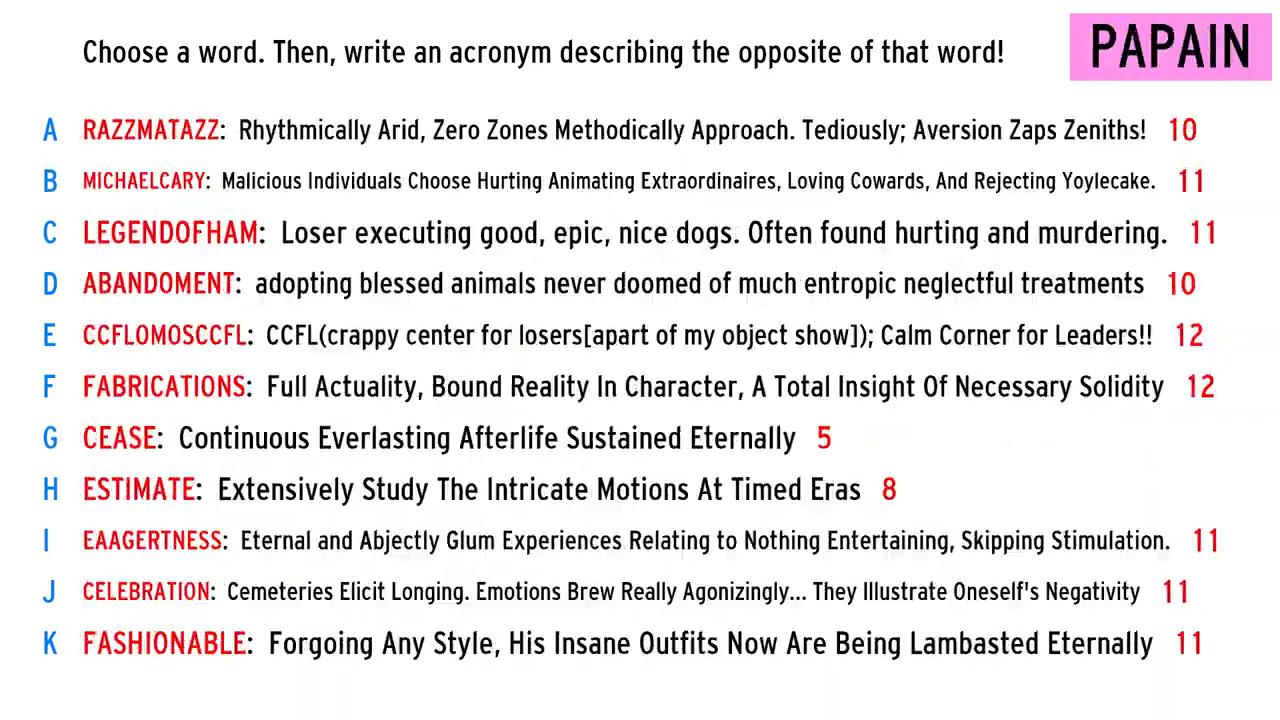 Choose a word. Then, write an acronym describing the opposite of that word!
PAPAIN
A RAZZMATAZZ: Rhythmically Arid, Zero Zones Methodically Approach. Tediously; Aversion Zaps Zeniths! 10
B MICHAELCARY: Malicious Individuals Choose Hurting Animating Extraordinaires, Loving Cowards, And Rejecting Yoylecake. 11
C LEGENDOFHAM: Loser executing good, epic, nice dogs. Often found hurting and murdering. 11
D ABANDOMENT: adopting blessed animals never doomed of much entropic neglectful treatments 10
E CCFLOMOSCCFL: CCFL(crappy center for losers[apart of my object show]); Calm Corner for Leaders!! 12
F FABRICATIONS: Full Actuality, Bound Reality In Character, A Total Insight Of Necessary Solidity 12
G CEASE: Continuous Everlasting Afterlife Sustained Eternally 5
H ESTIMATE: Extensively Study The Intricate Motions At Timed Eras 8
I EAAGERTNESS: Eternal and Abjectly Glum Experiences Relating to Nothing Entertaining, Skipping Stimulation. 11
J CELEBRATION: Cemeteries Elicit Longing. Emotions Brew Really Agonizingly... They Illustrate Oneself's Negativity 11
K FASHIONABLE: Forgoing Any Style, His Insane Outfits Now Are Being Lambasted Eternally 11